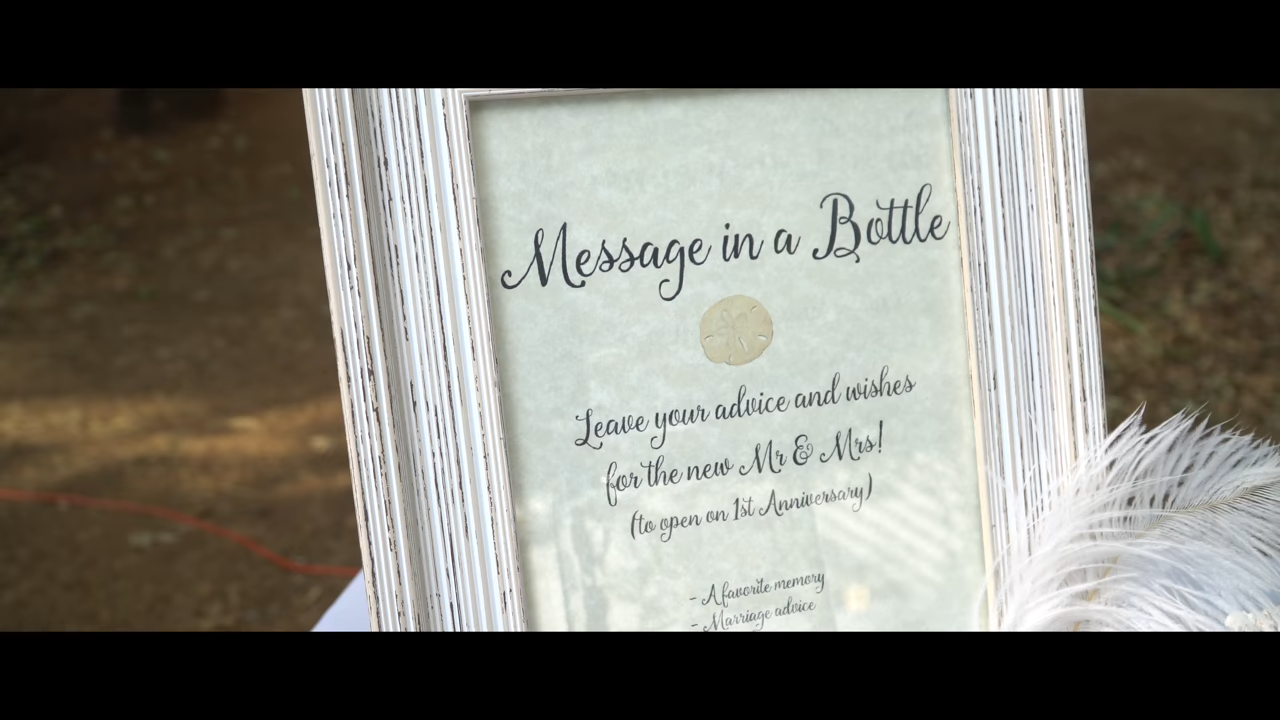 Message in a Bottle
Leave your advice and wishes
for the new Mr & Mrs!
(to open on 1st Anniversary)
- A favorite memory
- Marriage advice